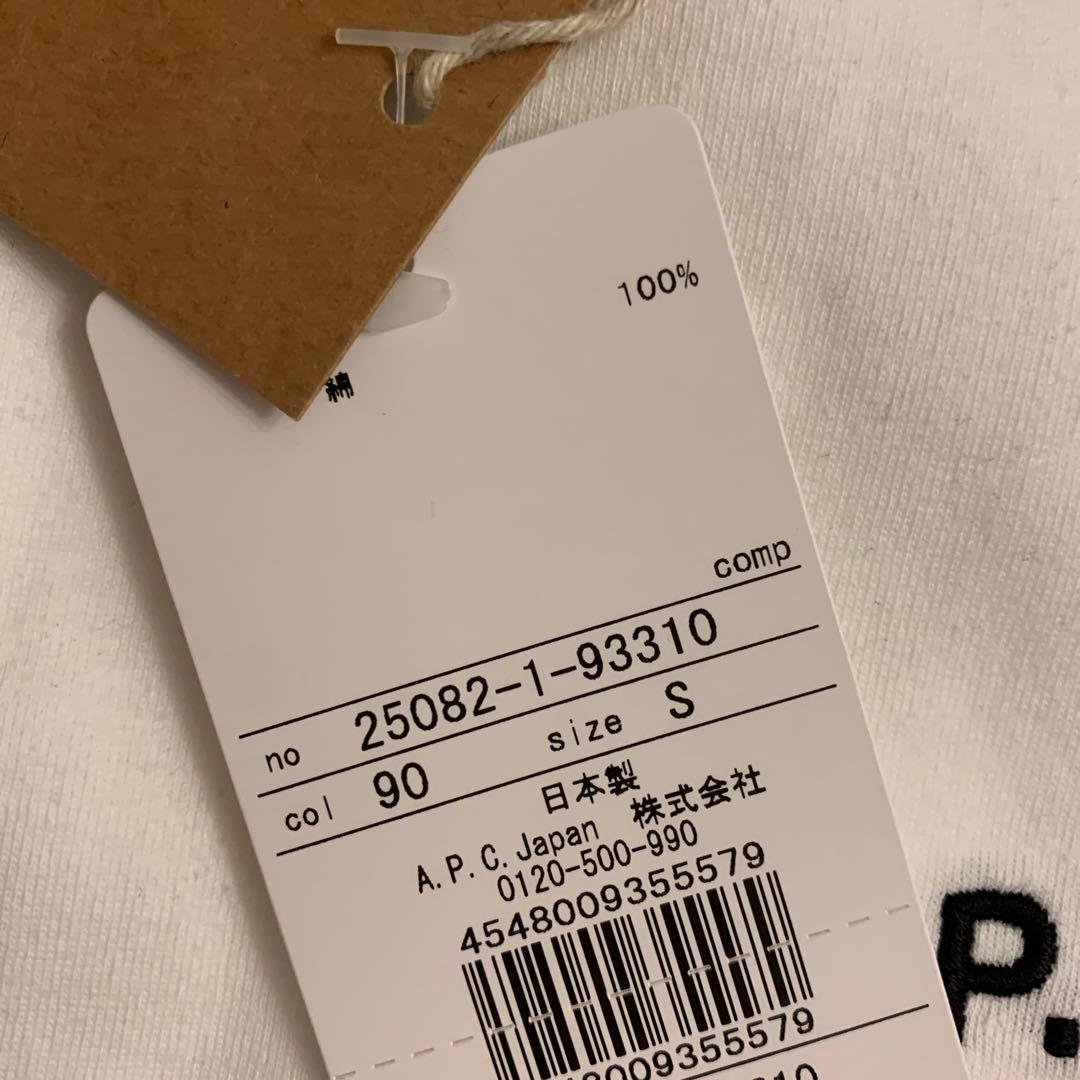 100%
綿
comp
no 25082-1-93310
col 90 size S
日本製
A.P.C.Japan 株式会社
0120-500-990
4548009355579
009355579
P.